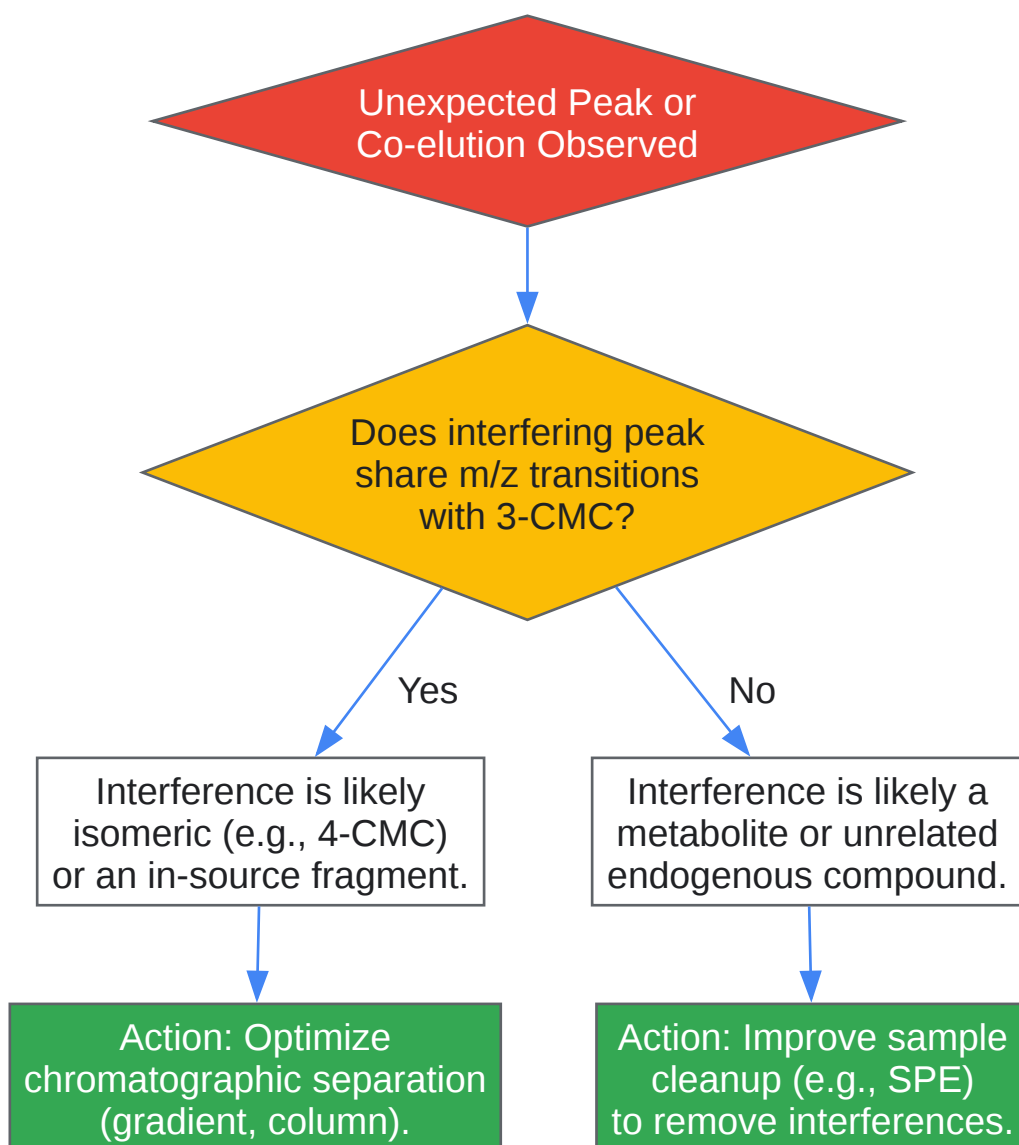 Unexpected Peak or
Co-elution Observed
Does interfering peak
share m/z transitions
with 3-CMC?
Yes
No
Interference is likely
isomeric (e.g., 4-CMC)
or an in-source fragment.
Interference is likely a
metabolite or unrelated
endogenous compound.
Action: Optimize
chromatographic separation
(gradient, column).
Action: Improve sample
cleanup (e.g., SPE)
to remove interferences.